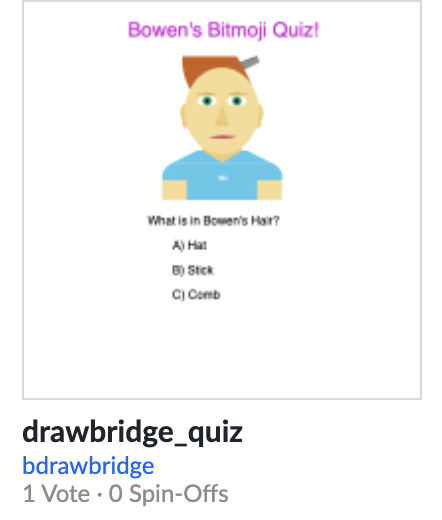 Bowen's Bitmoji Quiz!
What is in Bowen's Hair?
A) Hat
B) Stick
C) Comb
drawbridge_quiz
bdrawbridge
1 Vote · 0 Spin-Offs